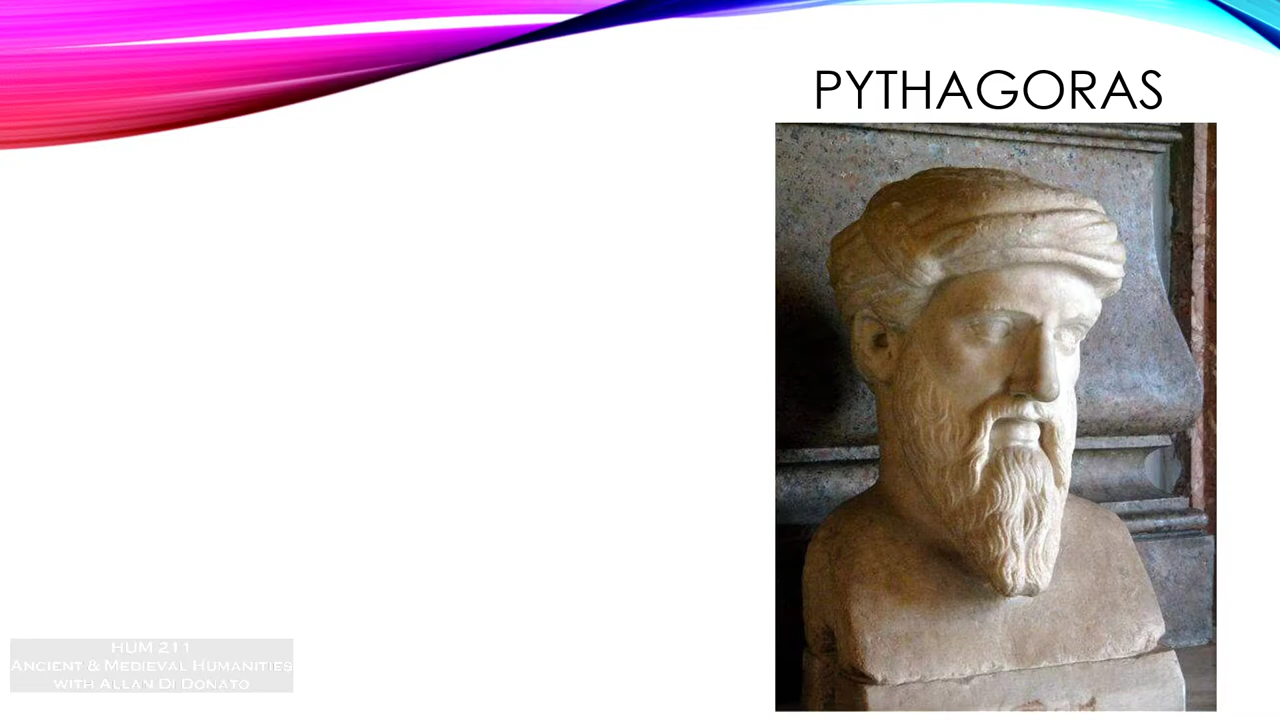 PYTHAGORAS
HUM 211
Ancient & Medieval Humanities
with Allan Di Donato